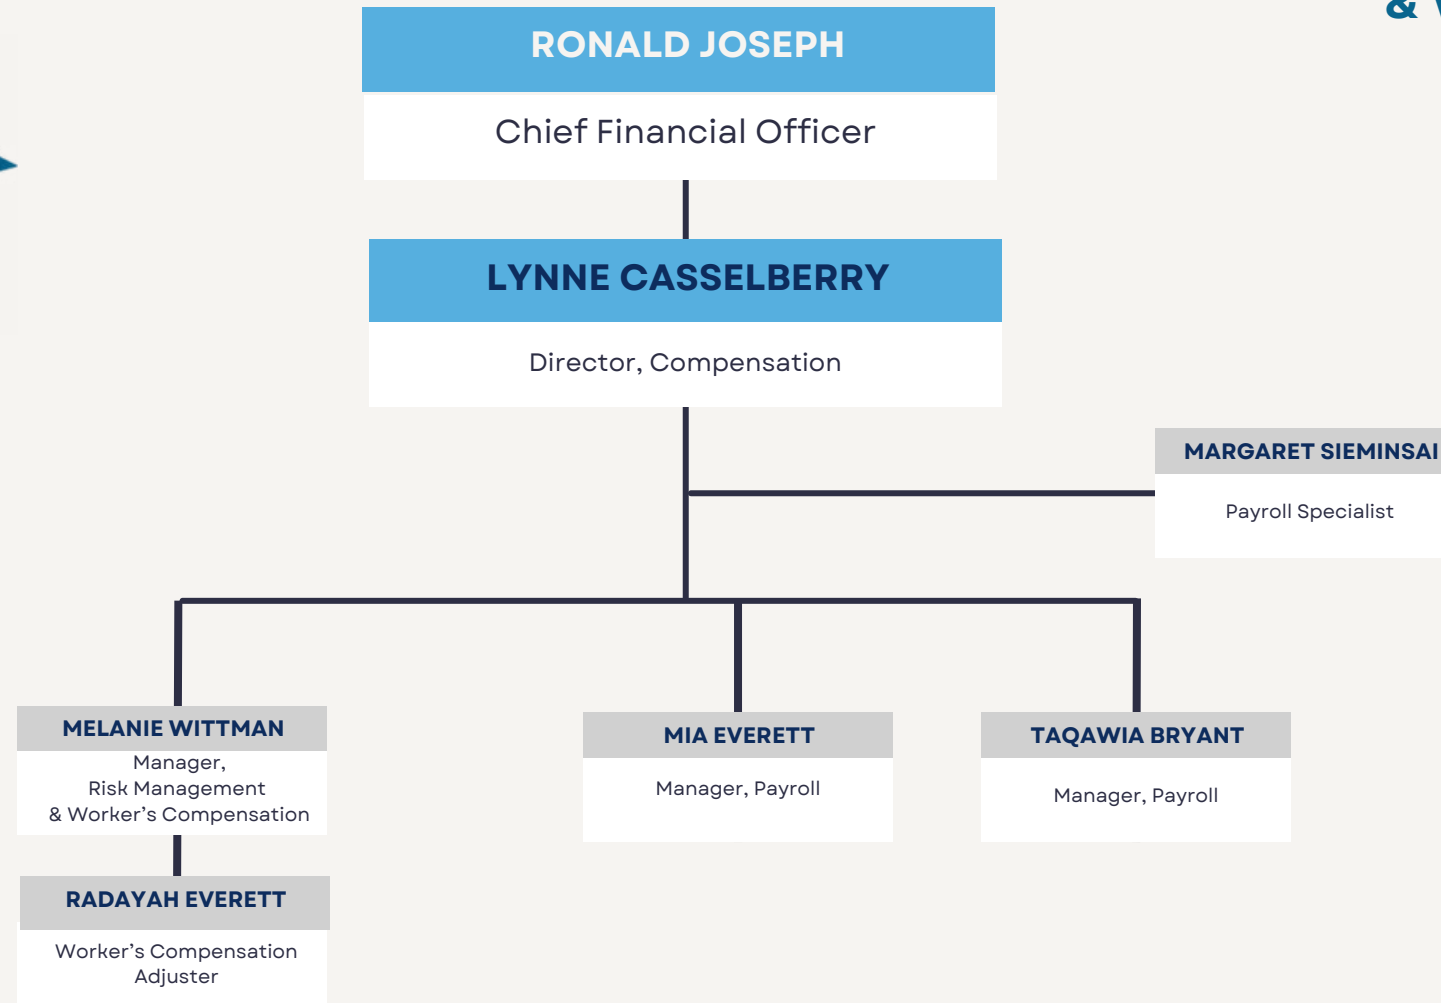 &
RONALD JOSEPH
Chief Financial Officer
LYNNE CASSELBERRY
Director, Compensation
MARGARET SIEMINSAI
Payroll Specialist
MELANIE WITTMAN
Manager,
Risk Management
& Worker’s Compensation
MIA EVERETT
Manager, Payroll
TAQAWIA BRYANT
Manager, Payroll
RADAYAH EVERETT
Worker’s Compensation
Adjuster